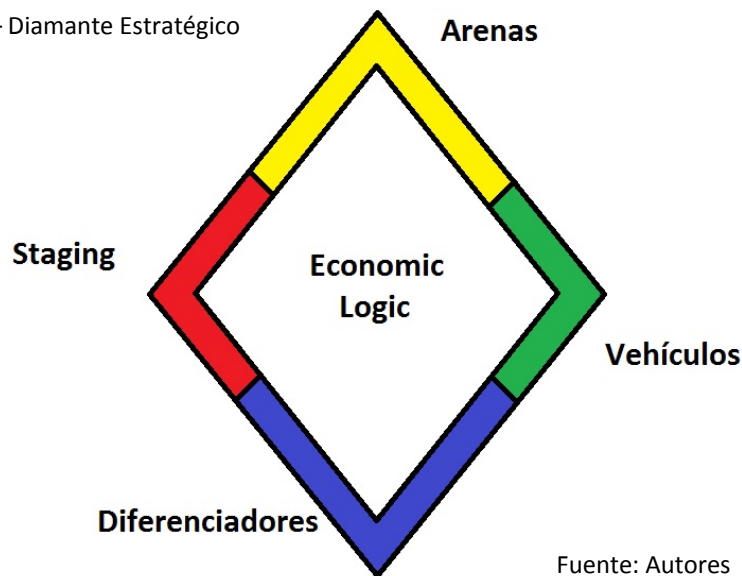 - Diamante Estratégico
Arenas
Staging
Economic
Logic
Vehículos
Diferenciadores
Fuente: Autores